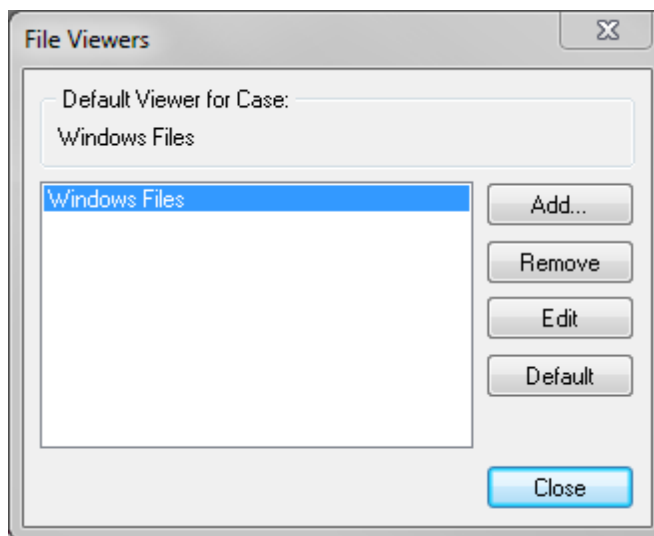 File Viewers
Default Viewer for Case:
Windows Files
Windows Files
Add...
Remove
Edit
Default
Close